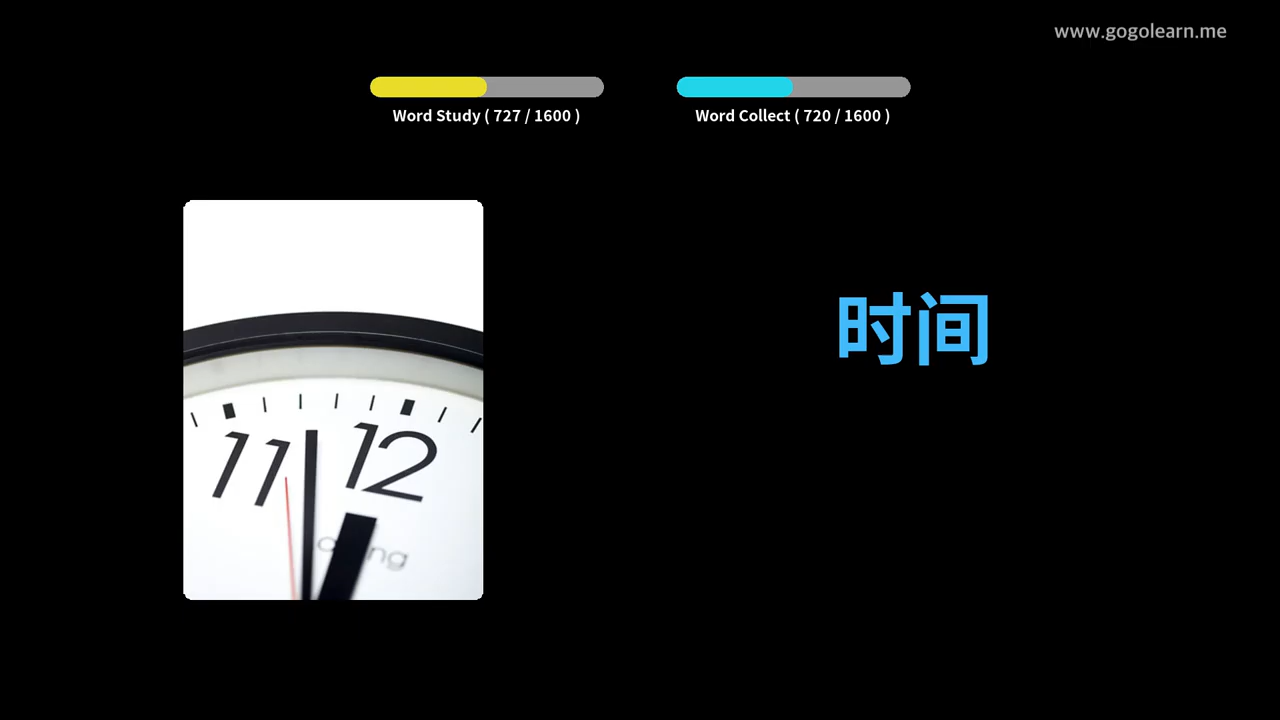 www.gogolearn.me
Word Study ( 727 / 1600 )
Word Collect ( 720 / 1600 )
时间
11
12